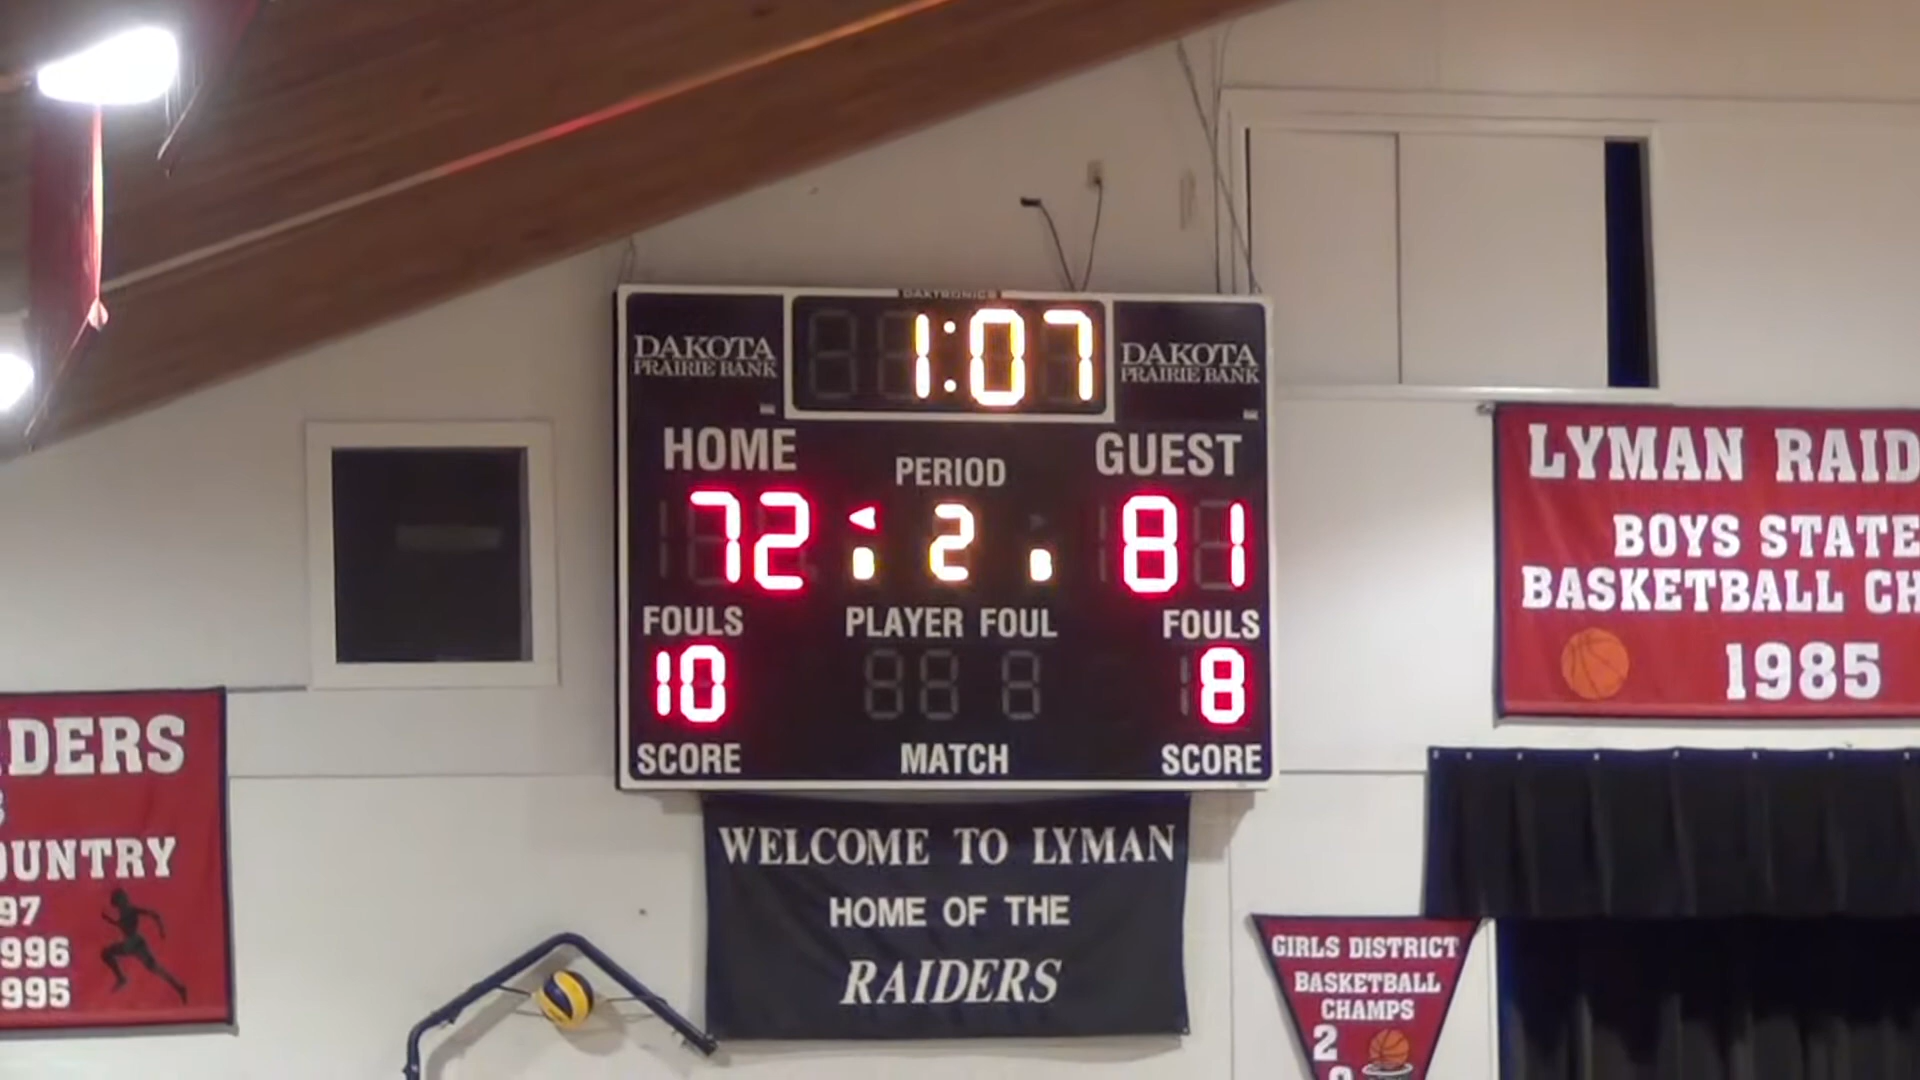 DAKTRONICS
DAKOTA
PRAIRIE BANK
1:07
DAKOTA
PRAIRIE BANK
HOME
PERIOD
GUEST
72
2
81
B
B
FOULS
PLAYER FOUL
FOULS
10
8
SCORE
MATCH
SCORE
WELCOME TO LYMAN
HOME OF THE
RAIDERS
LYMAN RAID
BOYS STATE
BASKETBALL CH
1985
DERS
OUNTRY
97
996
995
GIRLS DISTRICT
BASKETBALL
CHAMPS
2